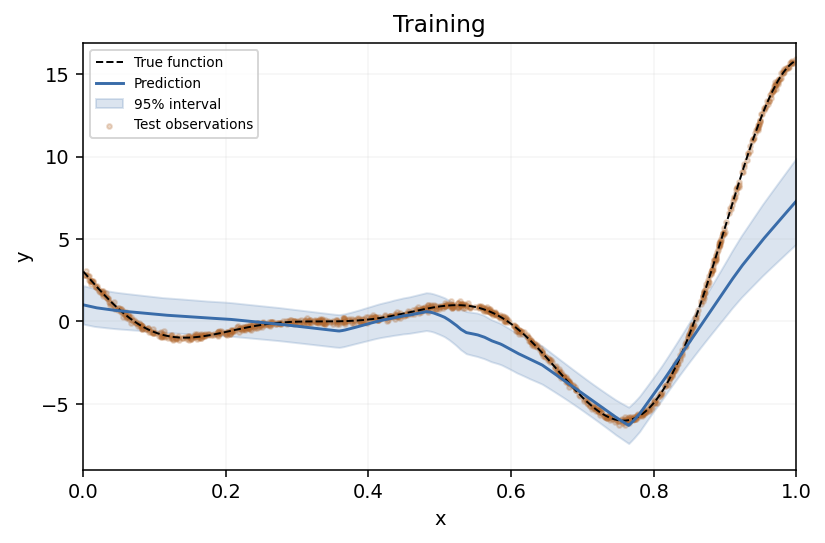 Training
True function
Prediction
95% interval
Test observations
15
10
5
0
−5
y
0.0 0.2 0.4 0.6 0.8 1.0
x